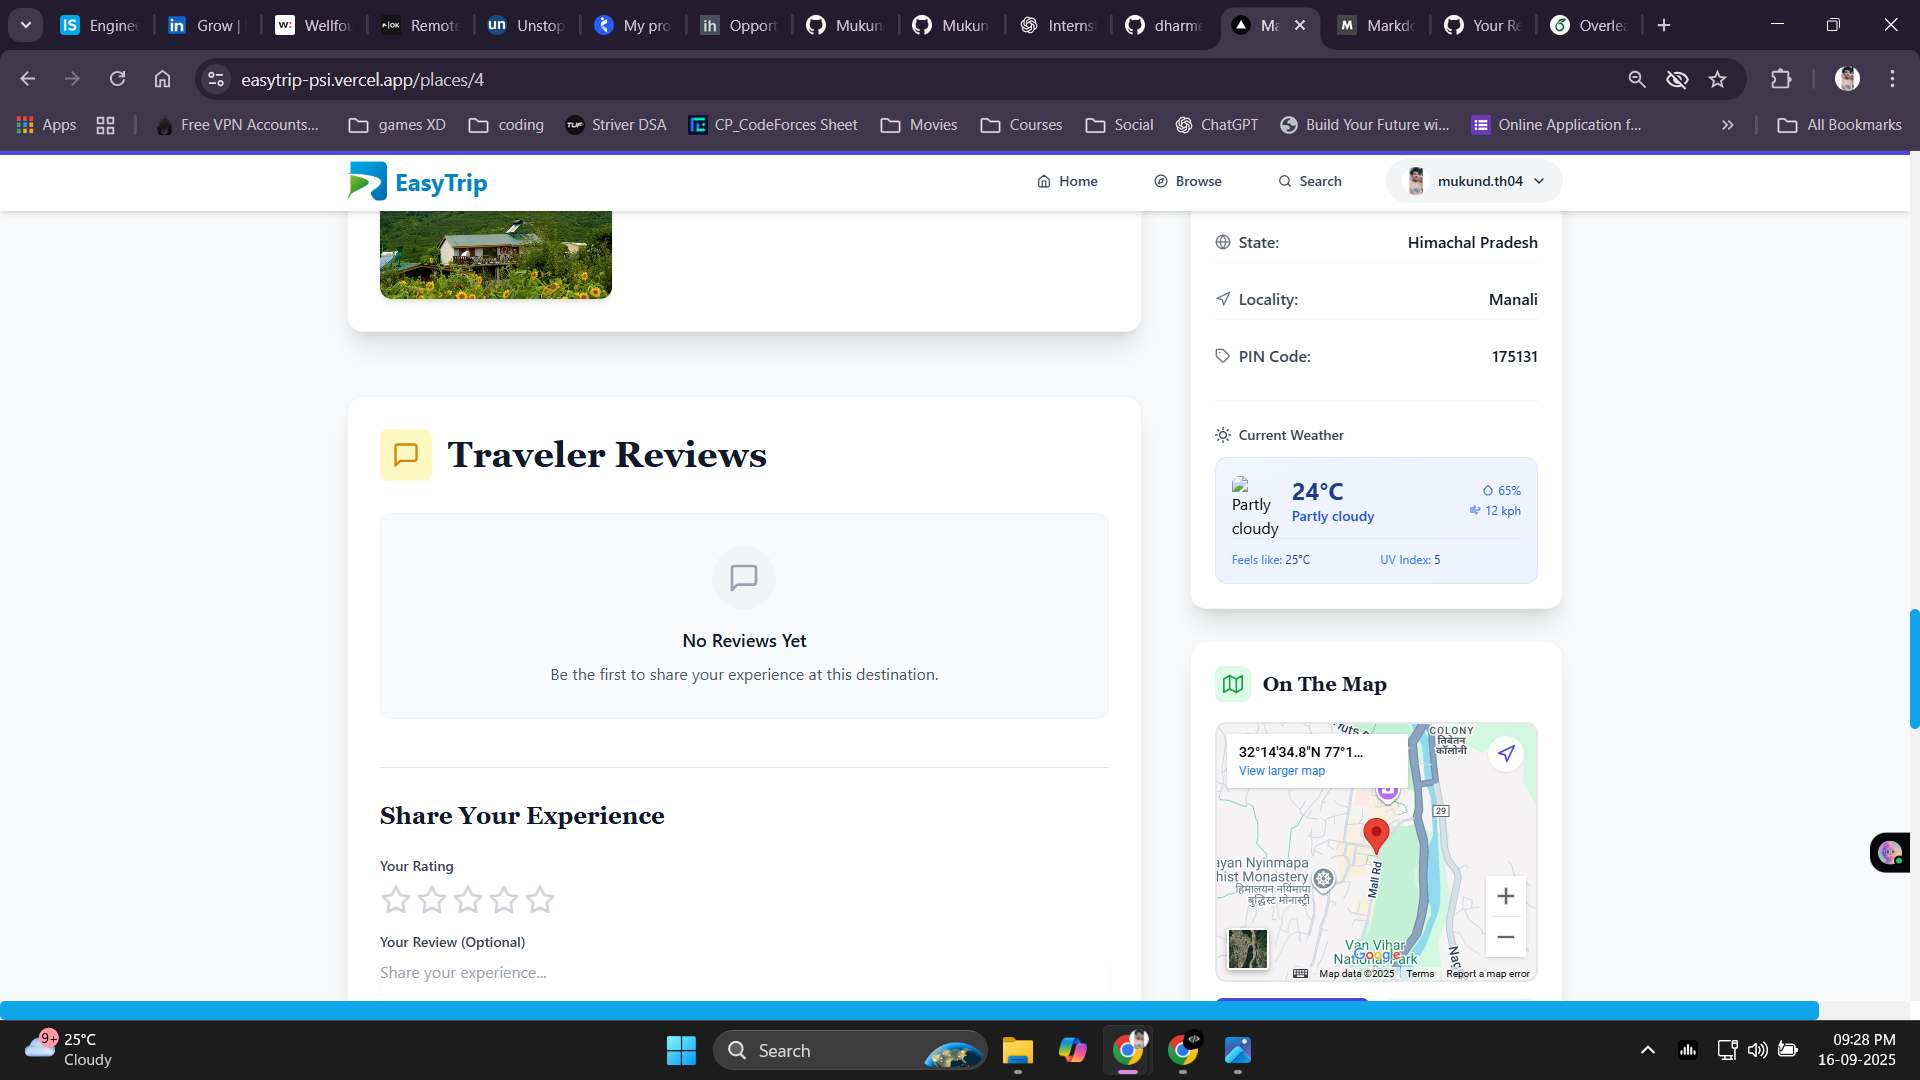 Engine
Grow |
Wellfou
Remote
Unstop
My pro
Opport
Mukun
Mukun
Interns
dharme
Ma
Markdo
Your Re
Overlea
easytrip-psi.vercel.app/places/4
Apps
Free VPN Accounts...
games XD
coding
Striver DSA
CP_CodeForces Sheet
Movies
Courses
Social
ChatGPT
Build Your Future wi...
Online Application f...
All Bookmarks
EasyTrip
Home
Browse
Search
mukund.th04
State: Himachal Pradesh
Locality: Manali
PIN Code: 175131
Current Weather
Partly cloudy
24°C
Partly cloudy
65%
12 kph
Feels like: 25°C
UV Index: 5
Traveler Reviews
No Reviews Yet
Be the first to share your experience at this destination.
Share Your Experience
Your Rating
Your Review (Optional)
Share your experience...
On The Map
32°14'34.8"N 77°1...
View larger map
COLONY
तिबेतन
कॉलोनी
29
ayan Nyinmapa
hist Monastery
हिमालयन नयिंमापा
बुद्धिस्ट मोनास्ट्री
Mall Rd
Van Vihar
National Park
Google
Map data ©2025
Terms
Report a map error
9+
25°C
Cloudy
Search
09:28 PM
16-09-2025